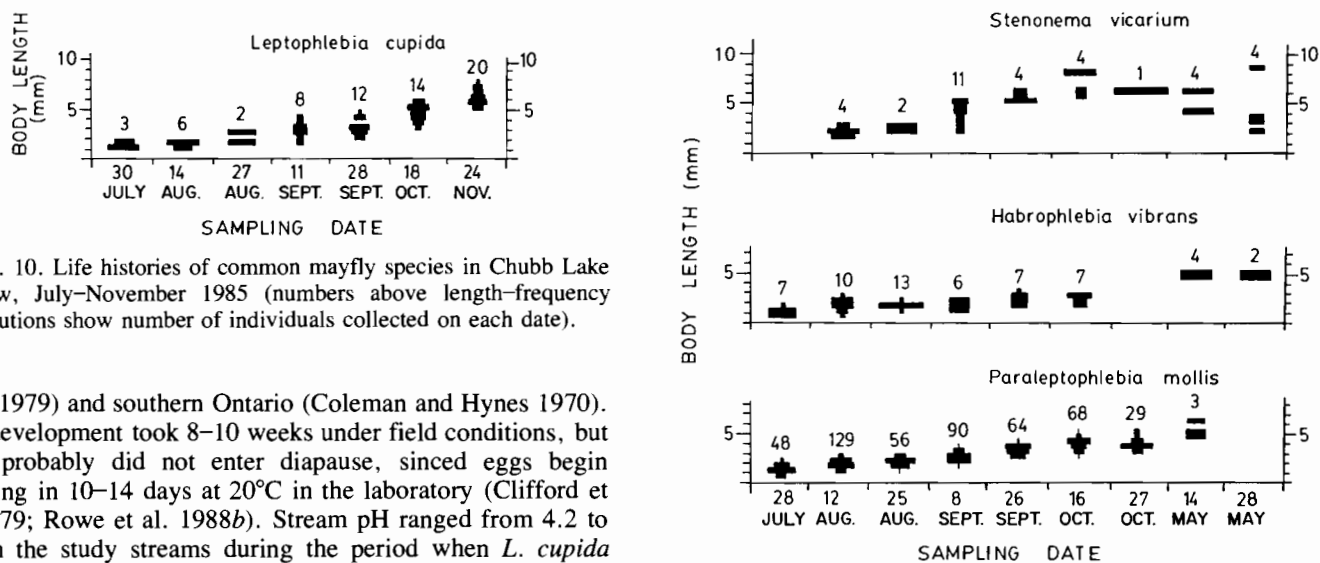 BODY LENGTH
(mm)
Leptophlebia cupida
10
5
10
5
3 6 2 8 12 14 20
30 14 27 11 28 18 24
JULY AUG. AUG. SEPT. SEPT. OCT. NOV.
SAMPLING DATE
. 10. Life histories of common mayfly species in Chubb Lake
w, July–November 1985 (numbers above length–frequency
utions show number of individuals collected on each date).
1979) and southern Ontario (Coleman and Hynes 1970).
evelopment took 8–10 weeks under field conditions, but
probably did not enter diapause, sinced eggs begin
ng in 10–14 days at 20°C in the laboratory (Clifford et
79; Rowe et al. 1988b). Stream pH ranged from 4.2 to
n the study streams during the period when L. cupida
BODY LENGTH (mm)
Stenonema vicarium
10
5
10
5
4 2 11 4 4 1 4 4
Habrophlebia vibrans
5
5
7 10 13 6 7 7 4 2
Paraleptophlebia mollis
5
5
48 129 56 90 64 68 29 3
28 12 25 8 26 16 27 14 28
JULY AUG. AUG. SEPT. SEPT. OCT. OCT. MAY MAY
SAMPLING DATE